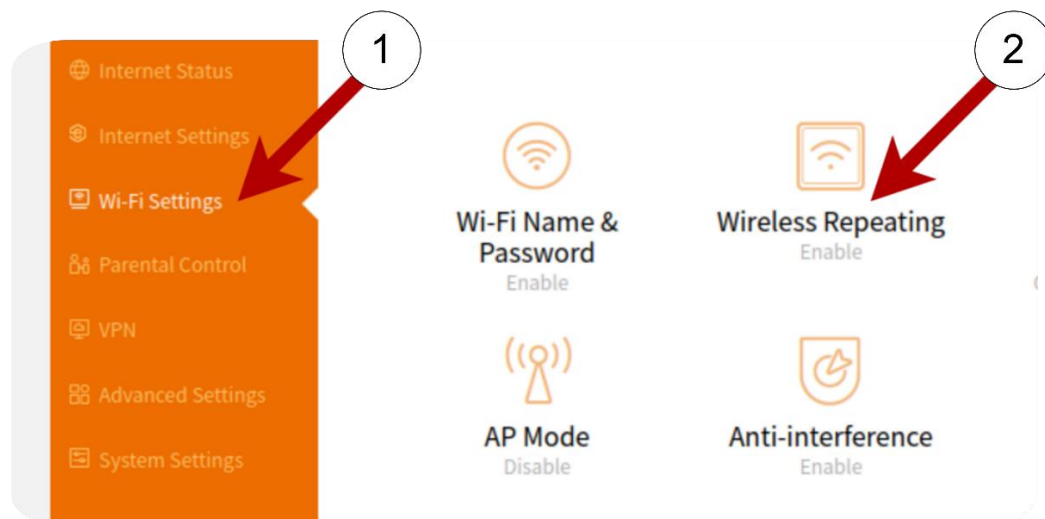 1
2
Internet Status
Internet Settings
Wi-Fi Settings
Parental Control
VPN
Advanced Settings
System Settings
Wi-Fi Name &
Password
Enable
Wireless Repeating
Enable
AP Mode
Disable
Anti-interference
Enable